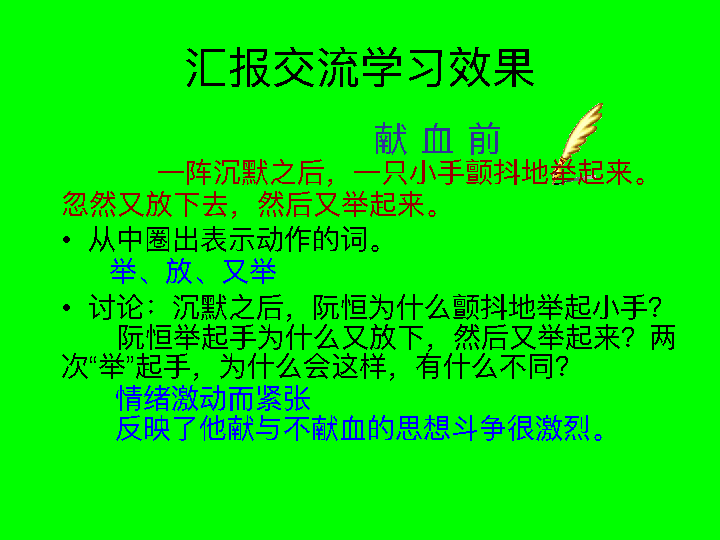 汇报交流学习效果
献 血 前
一阵沉默之后，一只小手颤抖地举起来。
忽然又放下去，然后又举起来。
• 从中圈出表示动作的词。
举、放、又举
• 讨论：沉默之后，阮恒为什么颤抖地举起小手？
阮恒举起手为什么又放下，然后又举起来？两
次“举”起手，为什么会这样，有什么不同？
情绪激动而紧张
反映了他献与不献血的思想斗争很激烈。